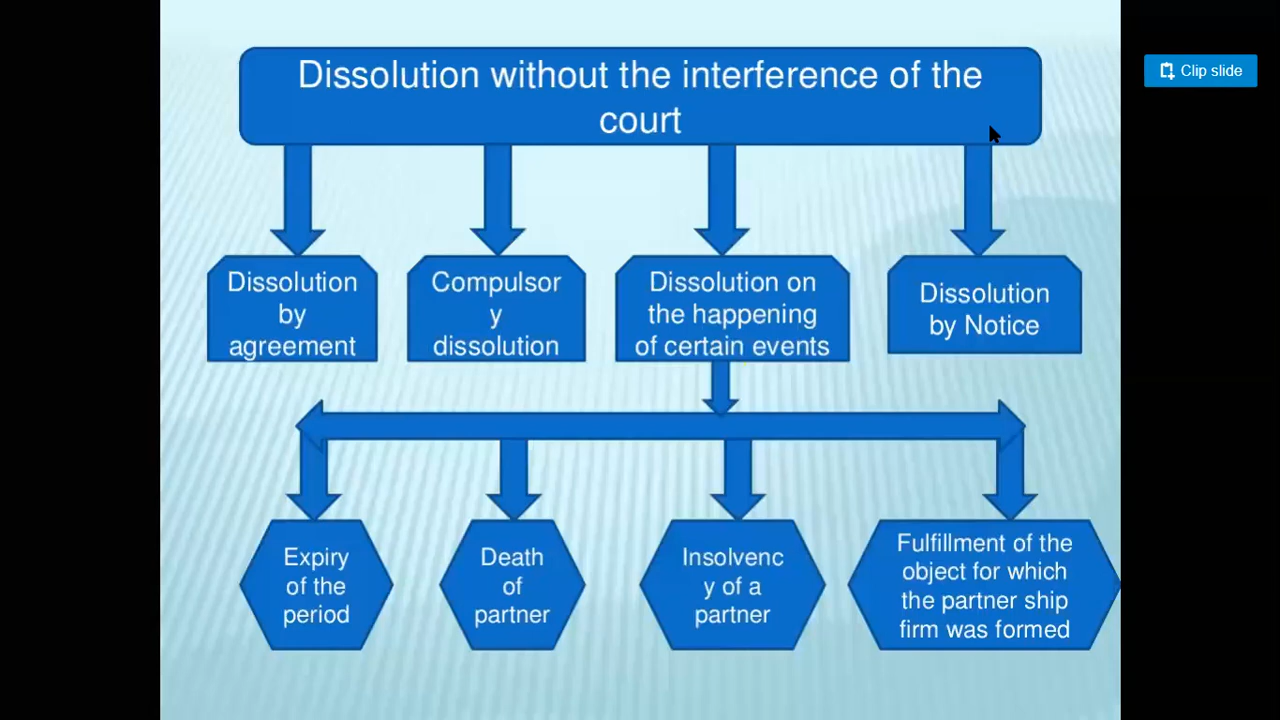 Dissolution without the interference of the
court
Clip slide
Dissolution
by
agreement
Compulsor
y
dissolution
Dissolution on
the happening
of certain events
Dissolution
by Notice
Expiry
of the
period
Death
of
partner
Insolvenc
y of a
partner
Fulfillment of the
object for which
the partner ship
firm was formed